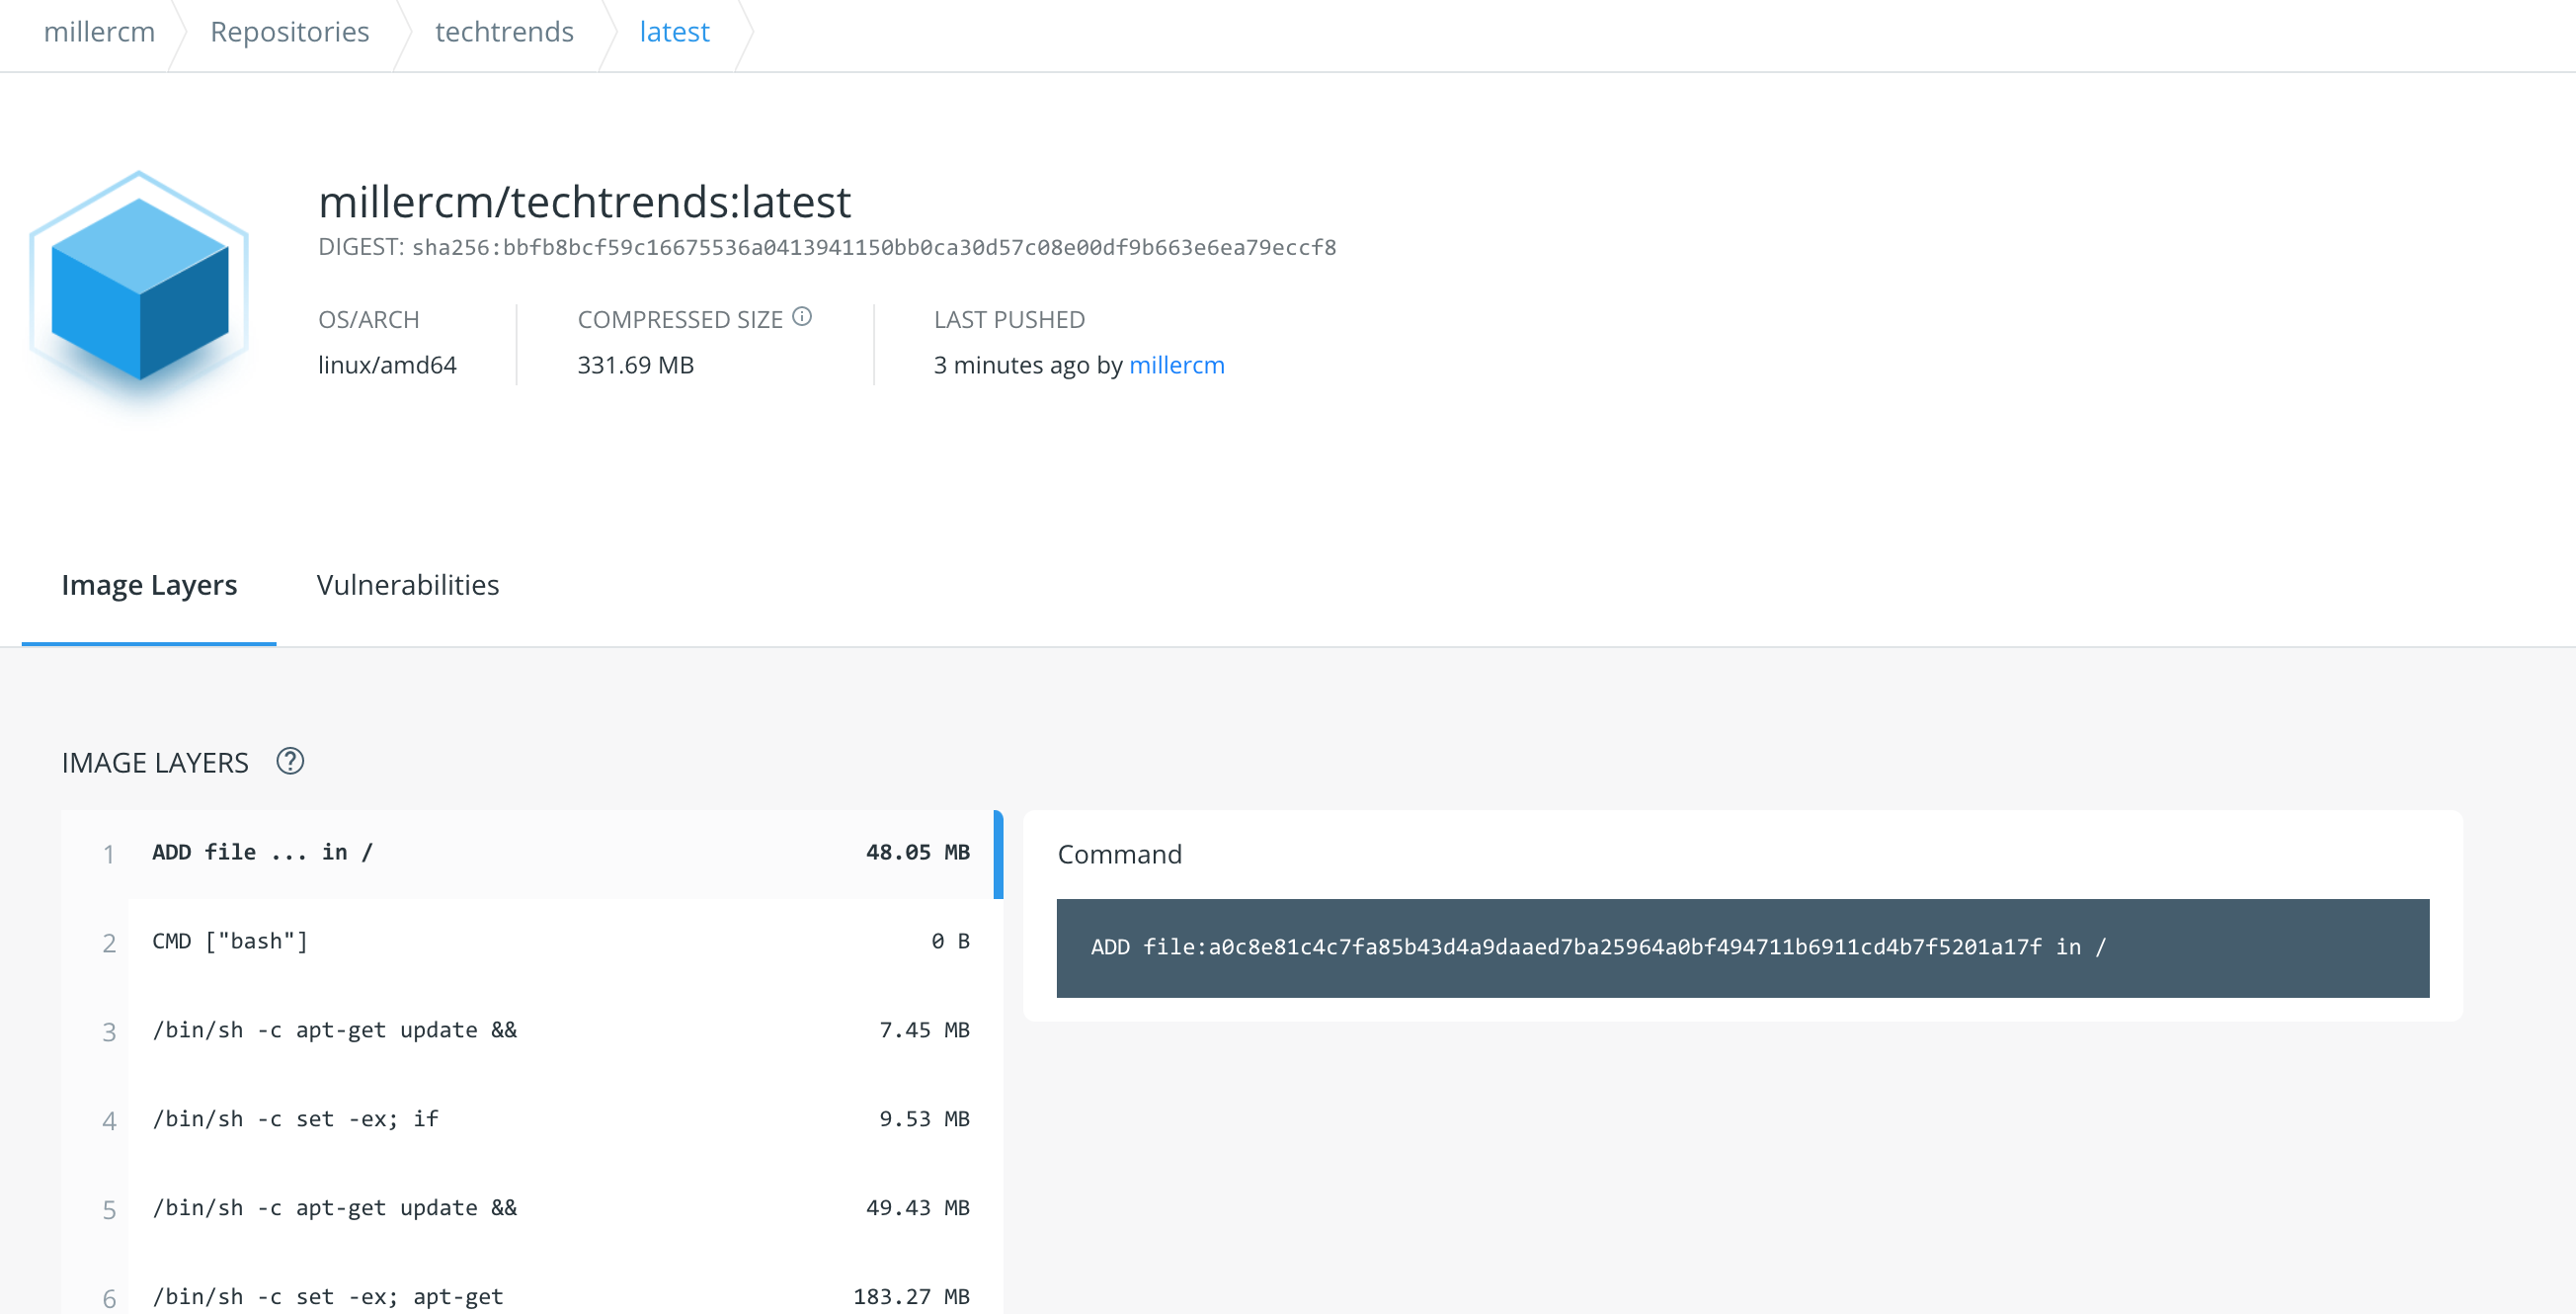 millercm Repositories techtrends latest
millercm/techtrends:latest
DIGEST: sha256:bbfb8bcf59c16675536a0413941150bb0ca30d57c08e00df9b663e6ea79eccf8
OS/ARCH COMPRESSED SIZE LAST PUSHED
linux/amd64 331.69 MB 3 minutes ago by millercm
Image Layers Vulnerabilities
IMAGE LAYERS
1 ADD file ... in / 48.05 MB
Command
2 CMD ["bash"] 0 B
ADD file:a0c8e81c4c7fa85b43d4a9daaed7ba25964a0bf494711b6911cd4b7f5201a17f in /
3 /bin/sh -c apt-get update && 7.45 MB
4 /bin/sh -c set -ex; if 9.53 MB
5 /bin/sh -c apt-get update && 49.43 MB
6 /bin/sh -c set -ex; apt-get 183.27 MB